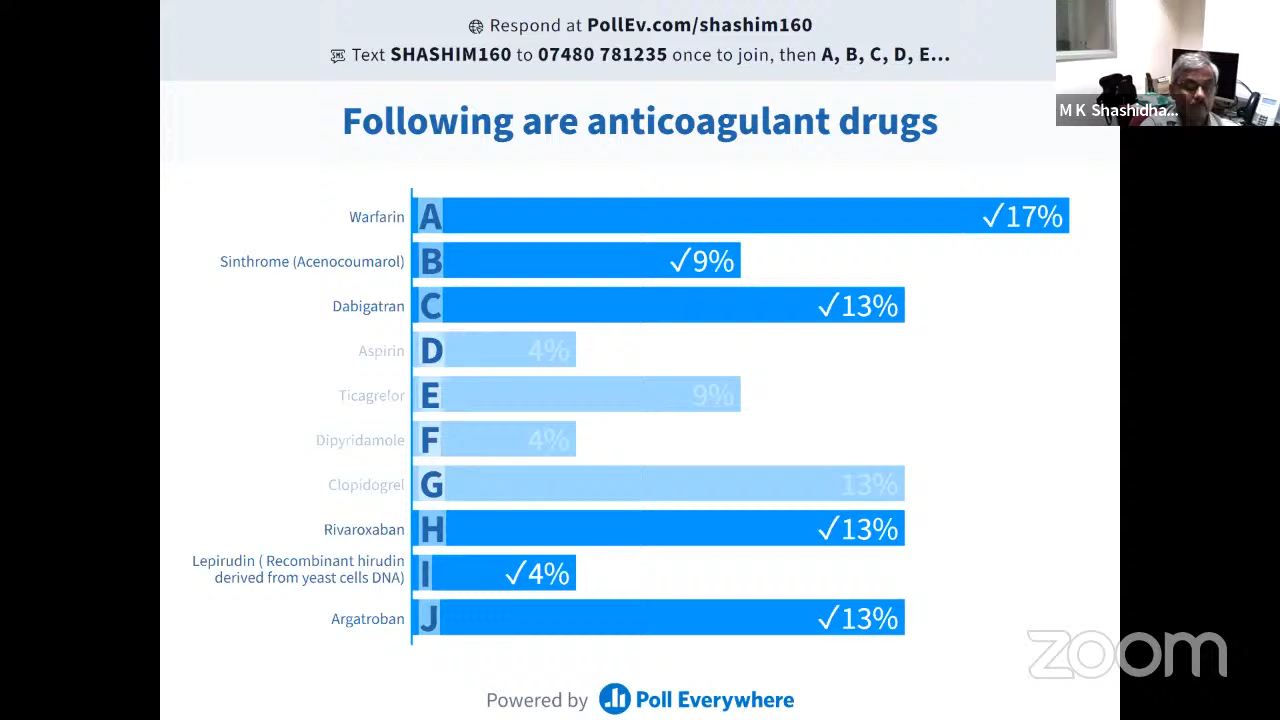 Respond at PollEv.com/shashim160
Text SHASHIM160 to 07480 781235 once to join, then A, B, C, D, E...
M K Shashidha...
Following are anticoagulant drugs
Warfarin A ✓17%
Sinthrome (Acenocoumarol) B ✓9%
Dabigatran C ✓13%
Aspirin D 4%
Ticagrelor E 9%
Dipyridamole F 4%
Clopidogrel G 13%
Rivaroxaban H ✓13%
Lepirudin ( Recombinant hirudin
derived from yeast cells DNA) I ✓4%
Argatroban J ✓13%
zoom
Powered by Poll Everywhere